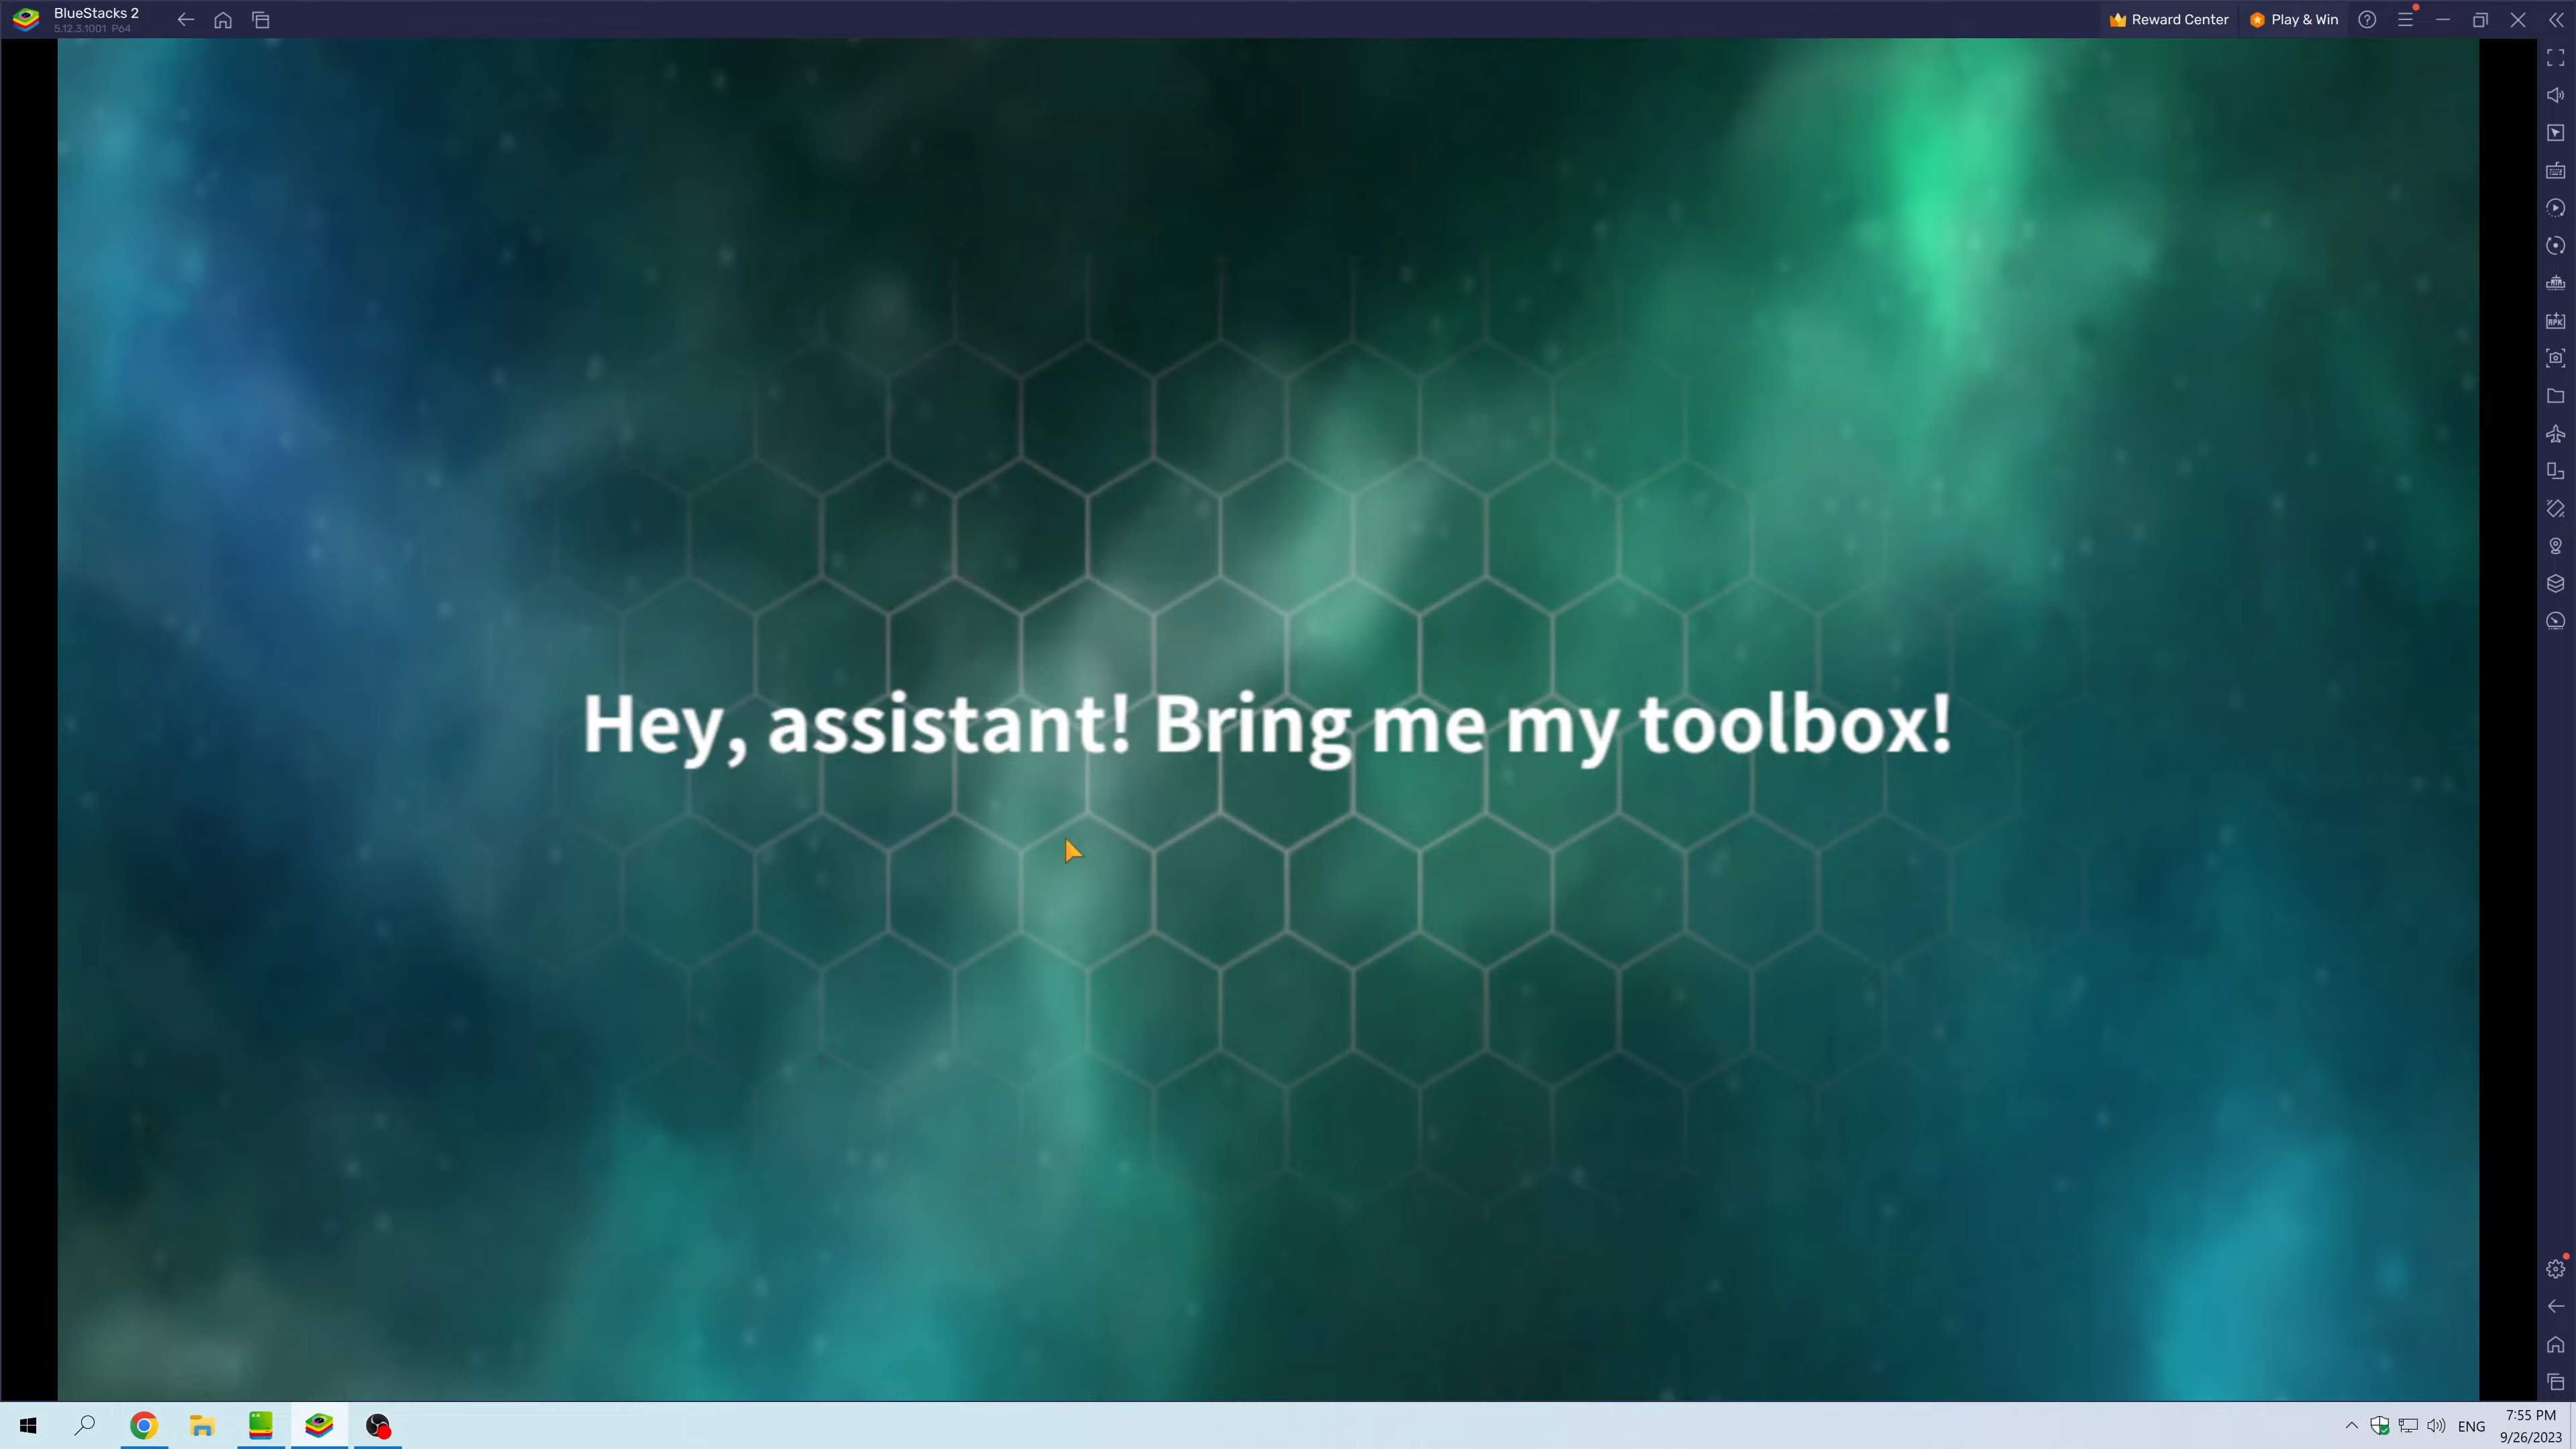 BlueStacks 2
5.12.3.1001 P64
Reward Center
Play & Win
Hey, assistant! Bring me my toolbox!
ENG
7:55 PM
9/26/2023